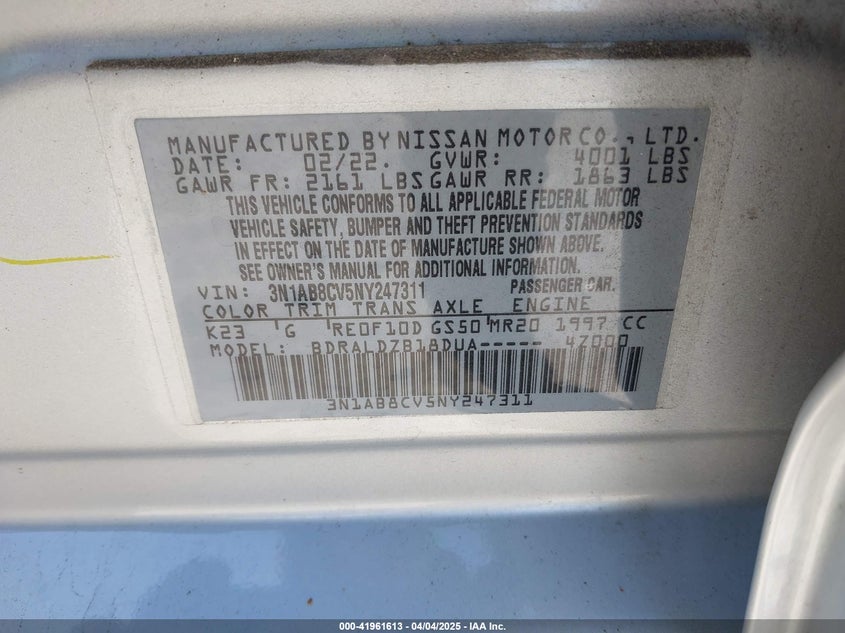 MANUFACTURED BY NISSAN MOTOR CO., LTD.
DATE: 02/22. GVWR: 4001 LBS
GAWR FR: 2161 LBS GAWR RR: 1863 LBS
THIS VEHICLE CONFORMS TO ALL APPLICABLE FEDERAL MOTOR
VEHICLE SAFETY, BUMPER AND THEFT PREVENTION STANDARDS
IN EFFECT ON THE DATE OF MANUFACTURE SHOWN ABOVE.
SEE OWNER'S MANUAL FOR ADDITIONAL INFORMATION.
VIN: 3N1AB8CV5NY247311 PASSENGER CAR.
COLOR TRIM TRANS AXLE ENGINE
K23 G RE0F10D GS50 MR20 1997 CC
MODEL: BDRALDZB18DUA----- 4Z000
3N1AB8CV5NY247311
000-41961613 - 04/04/2025 - IAA Inc.